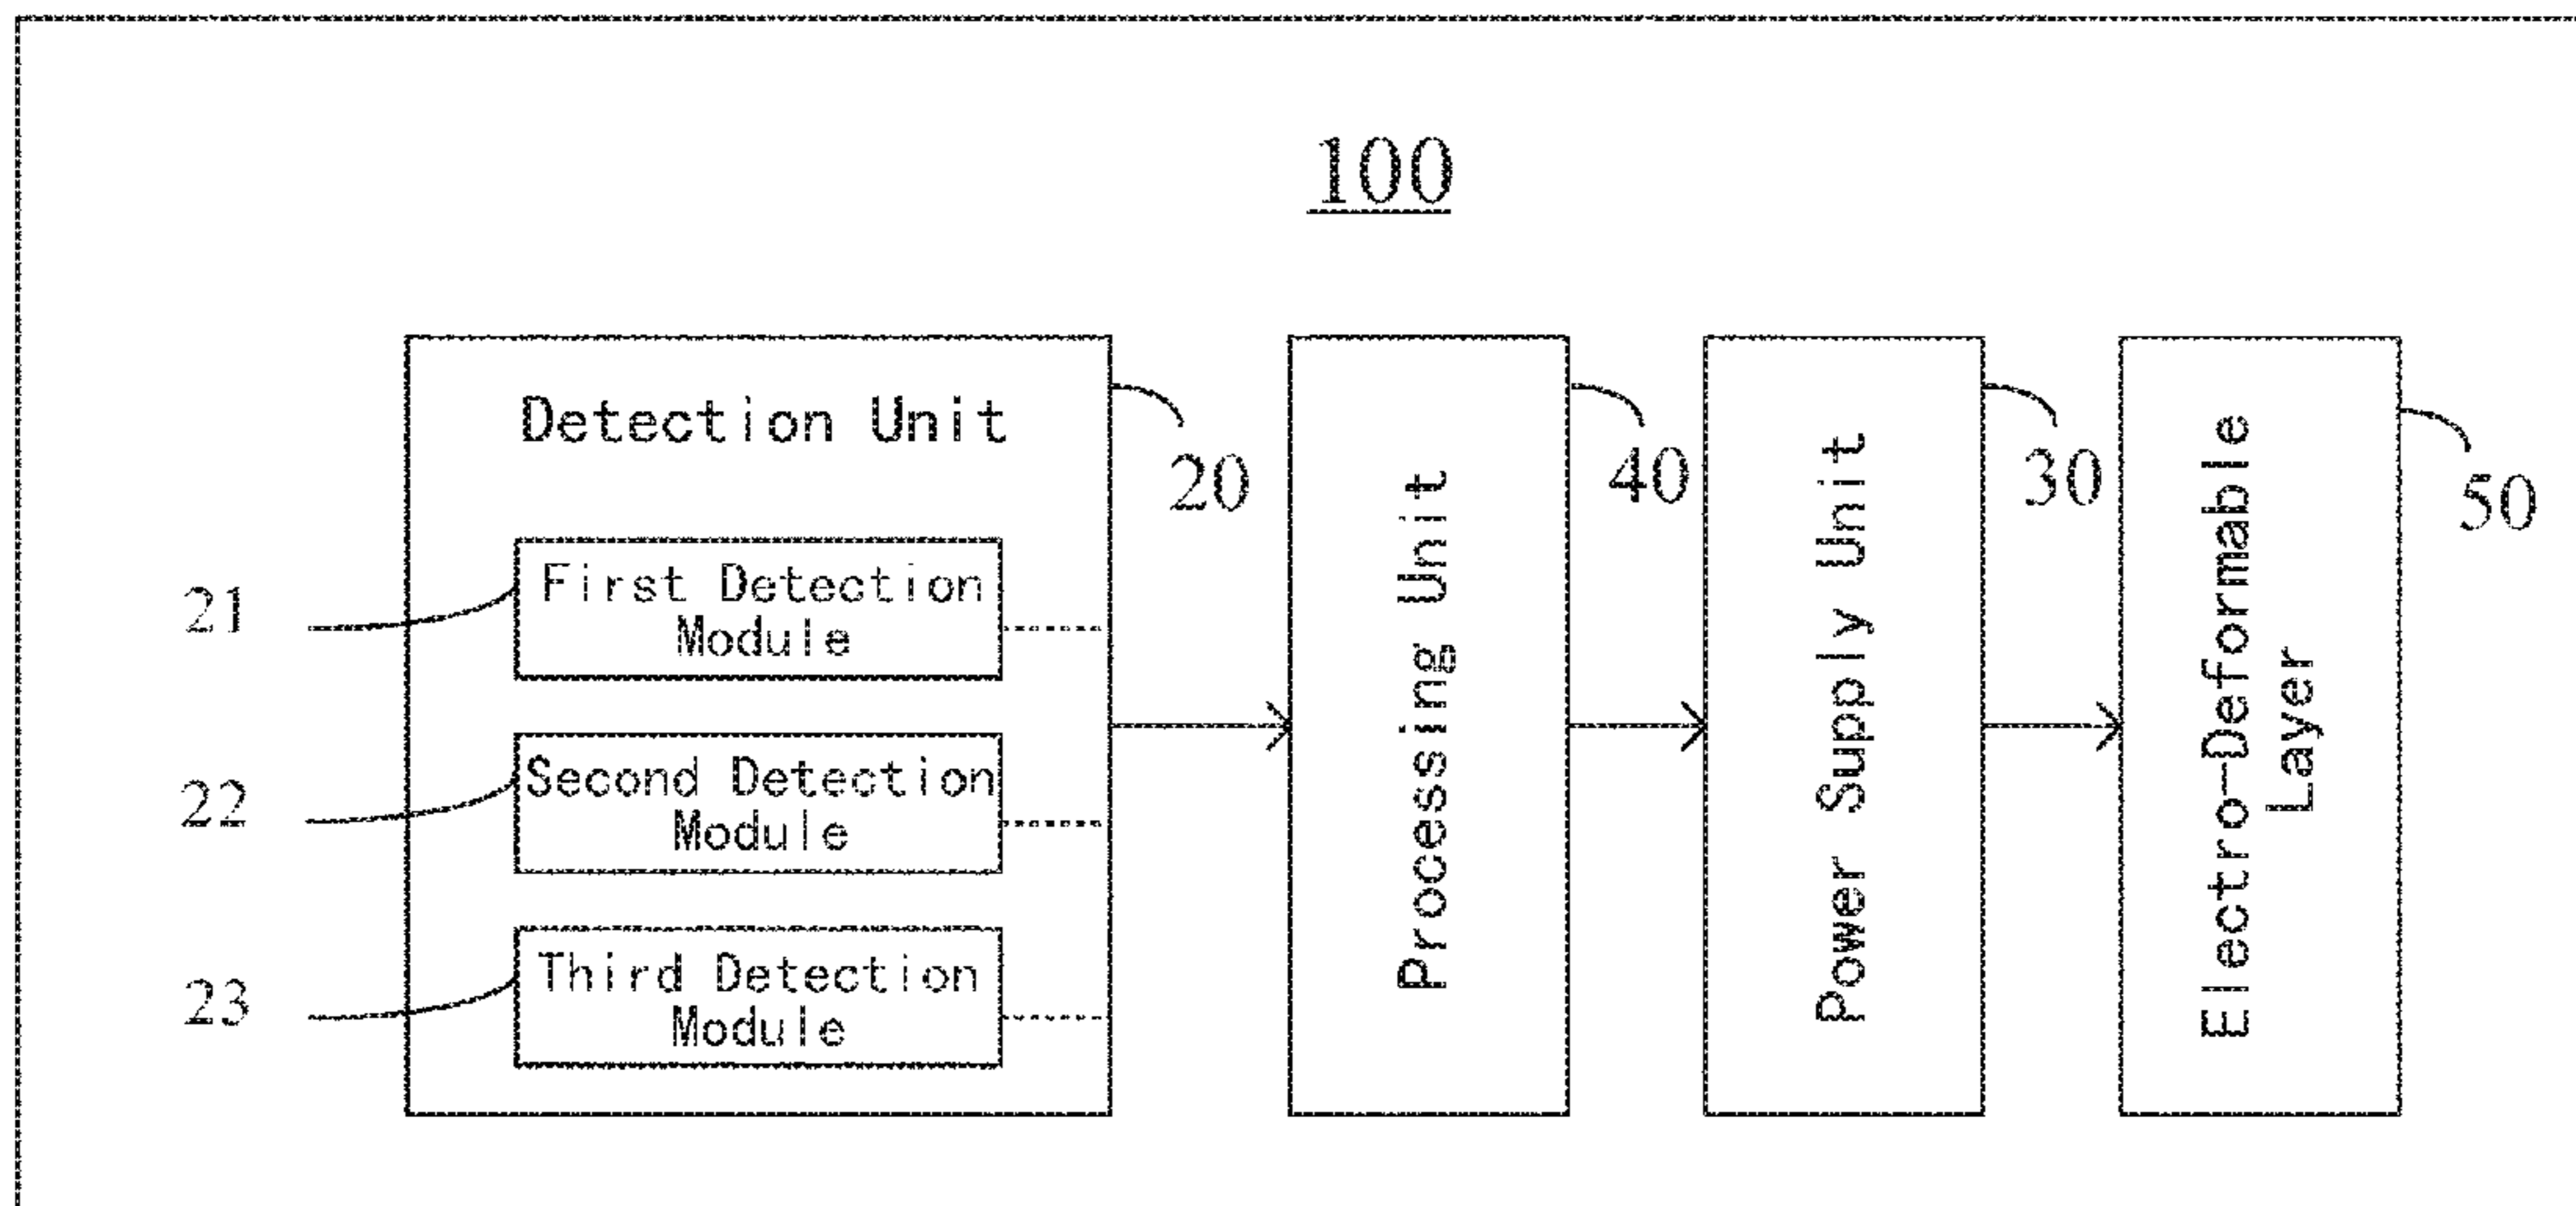 100
Detection Unit
20
21
First Detection
Module
22
Second Detection
Module
23
Third Detection
Module
Processing Unit
40
Power Supply Unit
30
Electro-Deformable
Layer
50